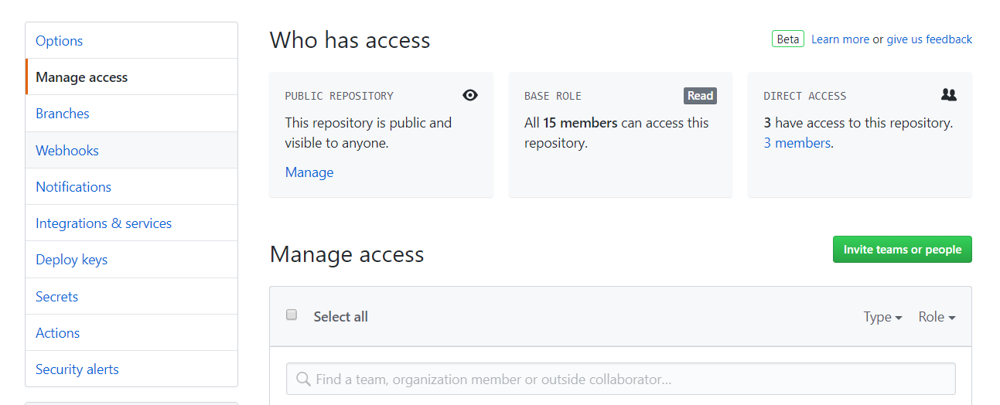 Options
Manage access
Branches
Webhooks
Notifications
Integrations & services
Deploy keys
Secrets
Actions
Security alerts
Who has access
Beta Learn more or give us feedback
PUBLIC REPOSITORY
This repository is public and
visible to anyone.
Manage
BASE ROLE Read
All 15 members can access this
repository.
DIRECT ACCESS
3 have access to this repository.
3 members.
Manage access
Invite teams or people
Select all
Type Role
Find a team, organization member or outside collaborator...